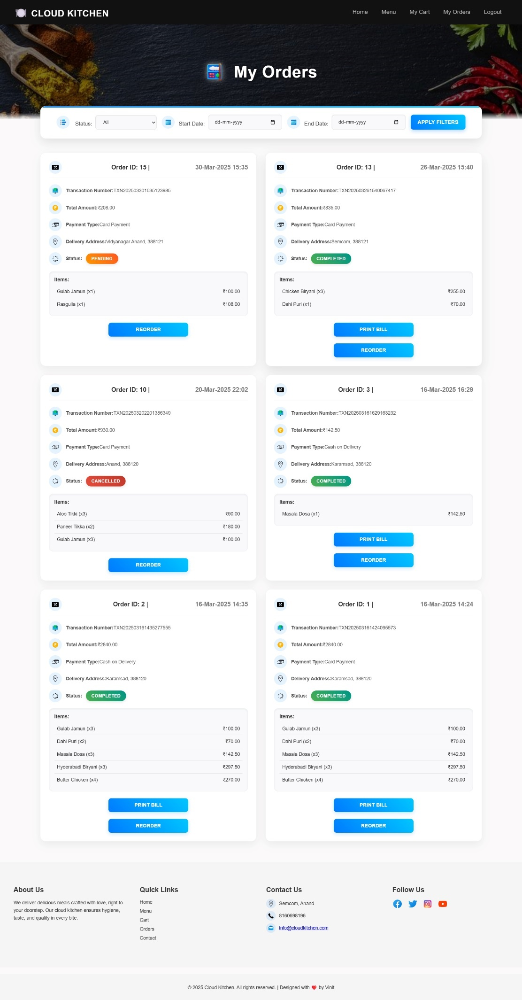 CLOUD KITCHEN
Home Menu My Cart My Orders Logout
My Orders
Status: All Start Date: dd-mm-yyyy End Date: dd-mm-yyyy APPLY FILTERS
Order ID: 15 | 30-Mar-2025 15:35
Transaction Number:TXN202503301535123985
Total Amount:₹208.00
Payment Type:Card Payment
Delivery Address:Vidyanagar Anand, 388121
Status: PENDING
Items:
Gulab Jamun (x1) ₹100.00
Rasgulla (x1) ₹108.00
REORDER
Order ID: 13 | 26-Mar-2025 15:40
Transaction Number:TXN202503261540067417
Total Amount:₹835.00
Payment Type:Card Payment
Delivery Address:Semcom, 388121
Status: COMPLETED
Items:
Chicken Biryani (x3) ₹255.00
Dahi Puri (x1) ₹70.00
PRINT BILL
REORDER
Order ID: 10 | 20-Mar-2025 22:02
Transaction Number:TXN202503202201386349
Total Amount:₹930.00
Payment Type:Card Payment
Delivery Address:Anand, 388120
Status: CANCELLED
Items:
Aloo Tikki (x3) ₹90.00
Paneer Tikka (x2) ₹180.00
Gulab Jamun (x3) ₹100.00
REORDER
Order ID: 3 | 16-Mar-2025 16:29
Transaction Number:TXN202503161629163232
Total Amount:₹142.50
Payment Type:Cash on Delivery
Delivery Address:Karamsad, 388120
Status: COMPLETED
Items:
Masala Dosa (x1) ₹142.50
PRINT BILL
REORDER
Order ID: 2 | 16-Mar-2025 14:35
Transaction Number:TXN202503161435277555
Total Amount:₹2840.00
Payment Type:Cash on Delivery
Delivery Address:Karamsad, 388120
Status: COMPLETED
Items:
Gulab Jamun (x3) ₹100.00
Dahi Puri (x2) ₹70.00
Masala Dosa (x3) ₹142.50
Hyderabadi Biryani (x3) ₹297.50
Butter Chicken (x4) ₹270.00
PRINT BILL
REORDER
Order ID: 1 | 16-Mar-2025 14:24
Transaction Number:TXN202503161424095573
Total Amount:₹2840.00
Payment Type:Card Payment
Delivery Address:Karamsad, 388120
Status: COMPLETED
Items:
Gulab Jamun (x3) ₹100.00
Dahi Puri (x2) ₹70.00
Masala Dosa (x3) ₹142.50
Hyderabadi Biryani (x3) ₹297.50
Butter Chicken (x4) ₹270.00
PRINT BILL
REORDER
About Us
We deliver delicious meals crafted with love, right to
your doorstep. Our cloud kitchen ensures hygiene,
taste, and quality in every bite.
Quick Links
Home
Menu
Cart
Orders
Contact
Contact Us
Semcom, Anand
8160698196
info@cloudkitchen.com
Follow Us
© 2025 Cloud Kitchen. All rights reserved. | Designed with ❤️ by Vinit